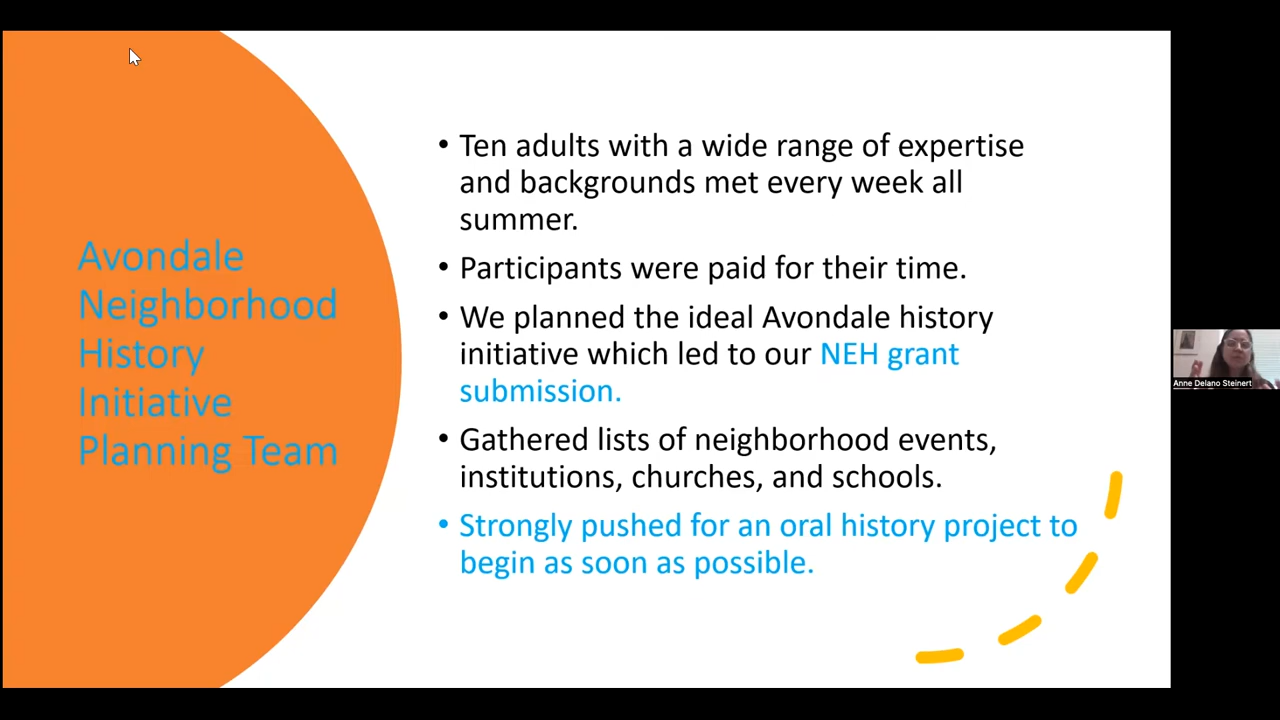 Avondale
Neighborhood
History
Initiative
Planning Team
• Ten adults with a wide range of expertise
and backgrounds met every week all
summer.
• Participants were paid for their time.
• We planned the ideal Avondale history
initiative which led to our NEH grant
submission.
• Gathered lists of neighborhood events,
institutions, churches, and schools.
• Strongly pushed for an oral history project to
begin as soon as possible.
Anne Delano Steinert